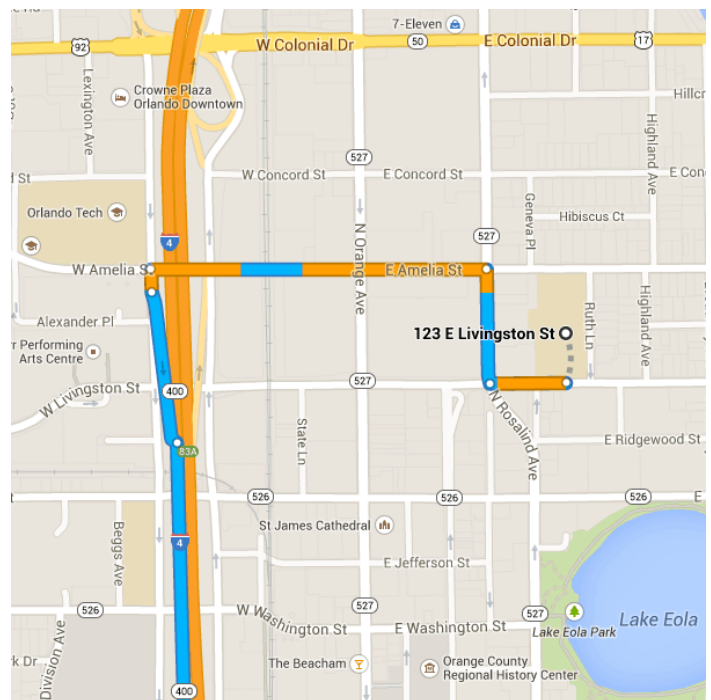 7-Eleven
92
W Colonial Dr
50
E Colonial Dr
17
Lexington Ave
Crowne Plaza
Orlando Downtown
Hillcr
Highland Ave
527
W Concord St
E Concord St
E Con
Orlando Tech
Geneva Pl
Hibiscus Ct
4
N Orange Ave
527
W Amelia S
E Amelia St
Alexander Pl
123 E Livingston St
Ruth Ln
Highland Ave
r Performing
Arts Centre
400
527
W Livingston St
N Rosalind Ave
State Ln
83A
E Ridgewood St
526
526
526
E
Beggs Ave
St James Cathedral
4
E Jefferson St
526
W Washington St
527
E Washington St
527
Lake Eola Park
Lake Eola
rk Dr
Division Ave
The Beacham
Orange County
Regional History Center
400